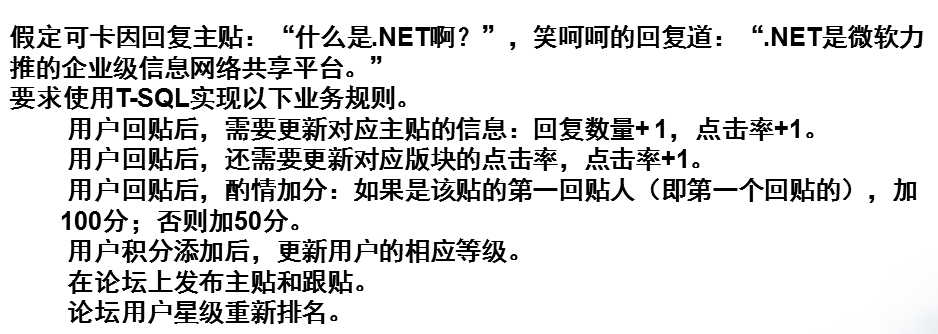 假定可卡因回复主贴：“什么是.NET啊？”，笑呵呵的回复道：“.NET是微软力
推的企业级信息网络共享平台。”
要求使用T-SQL实现以下业务规则。
用户回贴后，需要更新对应主贴的信息：回复数量+1，点击率+1。
用户回贴后，还需要更新对应版块的点击率，点击率+1。
用户回贴后，酌情加分：如果是该贴的第一回贴人（即第一个回贴的），加
100分；否则加50分。
用户积分添加后，更新用户的相应等级。
在论坛上发布主贴和跟贴。
论坛用户星级重新排名。